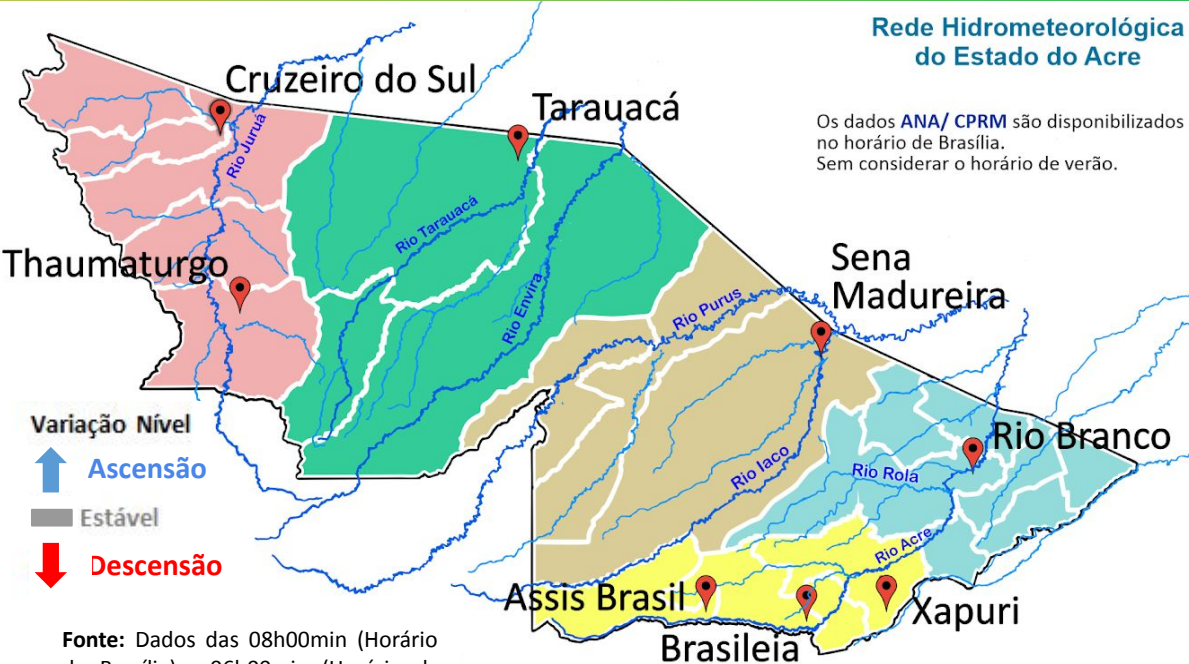 Rede Hidrometeorológica
do Estado do Acre
Os dados ANA/ CPRM são disponibilizados
no horário de Brasília.
Sem considerar o horário de verão.
Cruzeiro do Sul
Tarauacá
Rio Juruá
Rio Tarauacá
Thaumaturgo
Rio Envira
Sena
Madureira
Rio Purus
Variação Nível
Ascensão
Estável
Descensão
Rio Branco
Rio Iaco
Rio Rola
Rio Acre
Assis Brasil
Xapuri
Brasileia
Fonte: Dados das 08h00min (Horário